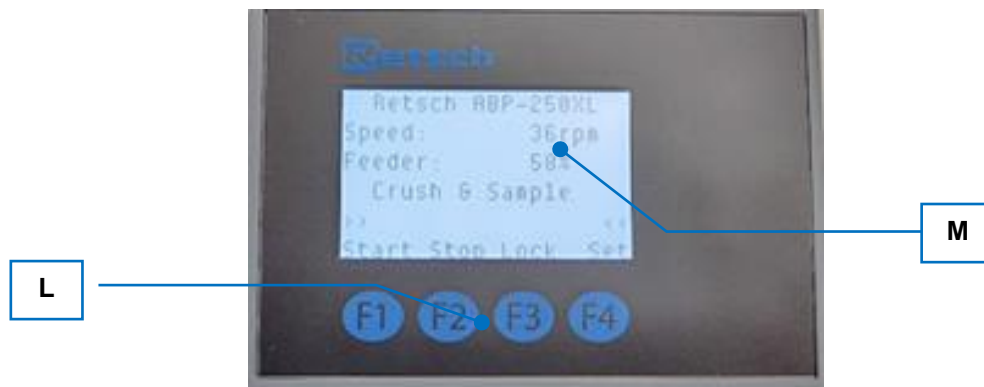 Retsch
Retsch RBP-250XL
Speed: 36rpm
Feeder: 58%
Crush & Sample
>> <<
Start Stop Lock Set
F1 F2 F3 F4
L
M